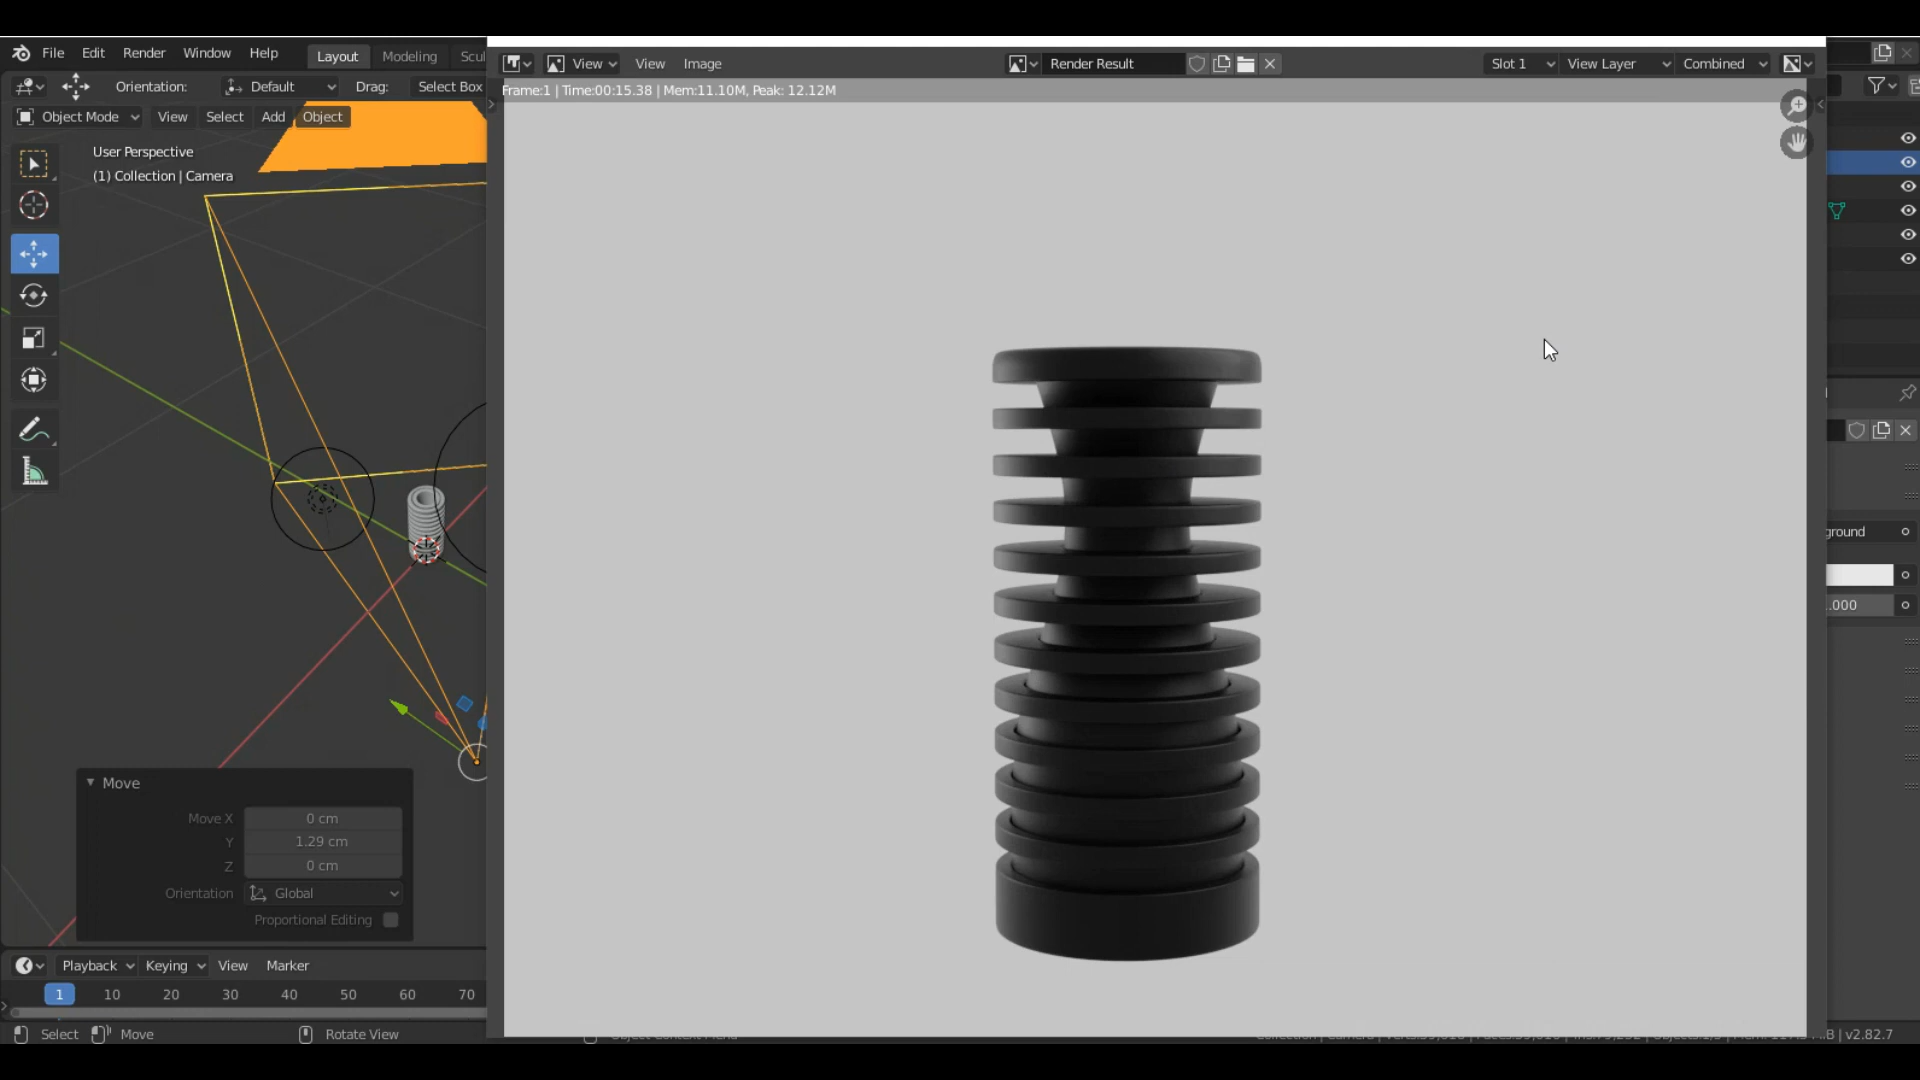 File Edit Render Window Help Layout Modeling Scul
View View Image Render Result Slot 1 View Layer Combined
Orientation: Default Drag: Select Box
Frame:1 | Time:00:15.38 | Mem:11.10M, Peak: 12.12M
Object Mode View Select Add Object
User Perspective
(1) Collection | Camera
ground
.000
Move
Move X 0 cm
Y 1.29 cm
Z 0 cm
Orientation Global
Proportional Editing
Playback Keying View Marker
1 10 20 30 40 50 60 70
Select Move Rotate View
iB | v2.82.7